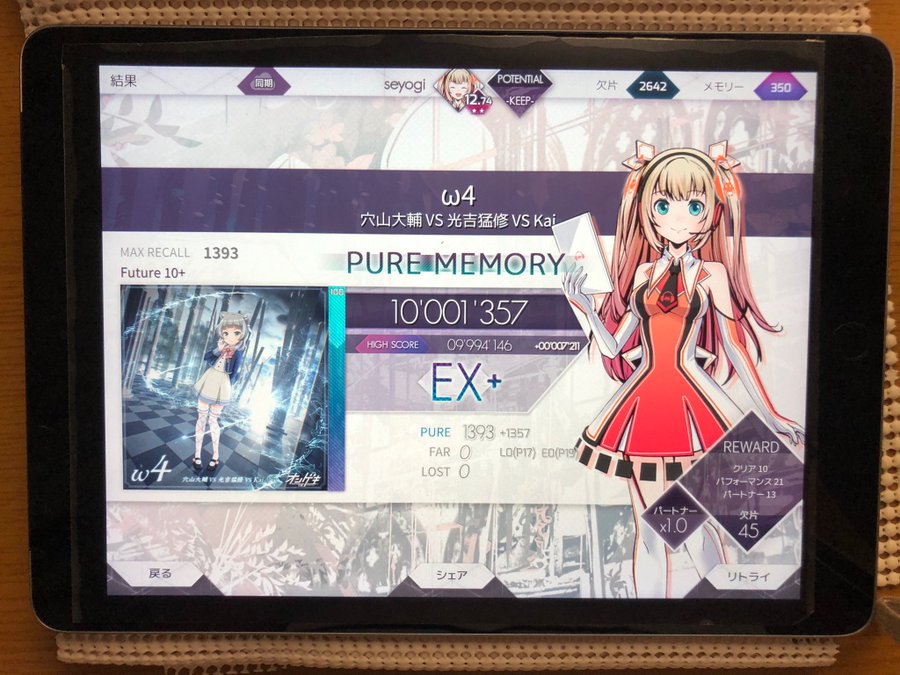 結果
同期
seyogi
12.74
POTENTIAL
-KEEP-
欠片 2642
メモリー 350
ω4
穴山大輔 VS 光吉猛修 VS Kai
MAX RECALL 1393
Future 10+
PURE MEMORY
10'001'357
HIGH SCORE 09'994'146 +00'007'211
EX+
PURE 1393 +1357
FAR 0 L0(P17) E0(P19)
LOST 0
ω4
穴山大輔 VS 光吉猛修 VS Kai
オンゲキ
REWARD
クリア 10
パフォーマンス 21
パートナー 13
欠片
45
パートナー
x1.0
戻る
シェア
リトライ